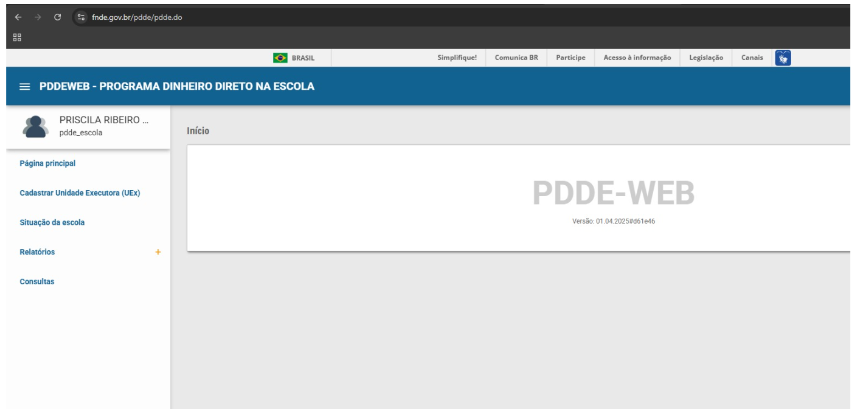 fnde.gov.br/pdde/pdde.do
BRASIL Simplifique! Comunica BR Participe Acesso à informação Legislação Canais
PDDEWEB - PROGRAMA DINHEIRO DIRETO NA ESCOLA
PRISCILA RIBEIRO ...
pdde_escola
Início
Página principal
Cadastrar Unidade Executora (UEx)
Situação da escola
Relatórios +
Consultas
PDDE-WEB
Versão: 01.04.2025#d61e46